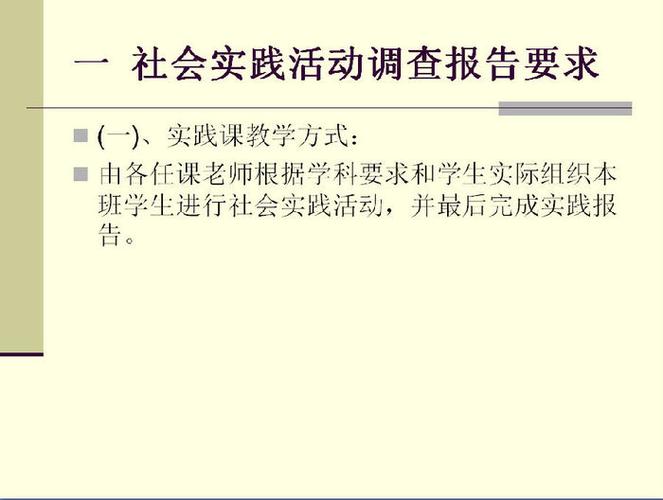 一 社会实践活动调查报告要求
(一)、实践课教学方式：
由各任课老师根据学科要求和学生实际组织本
班学生进行社会实践活动，并最后完成实践报
告。